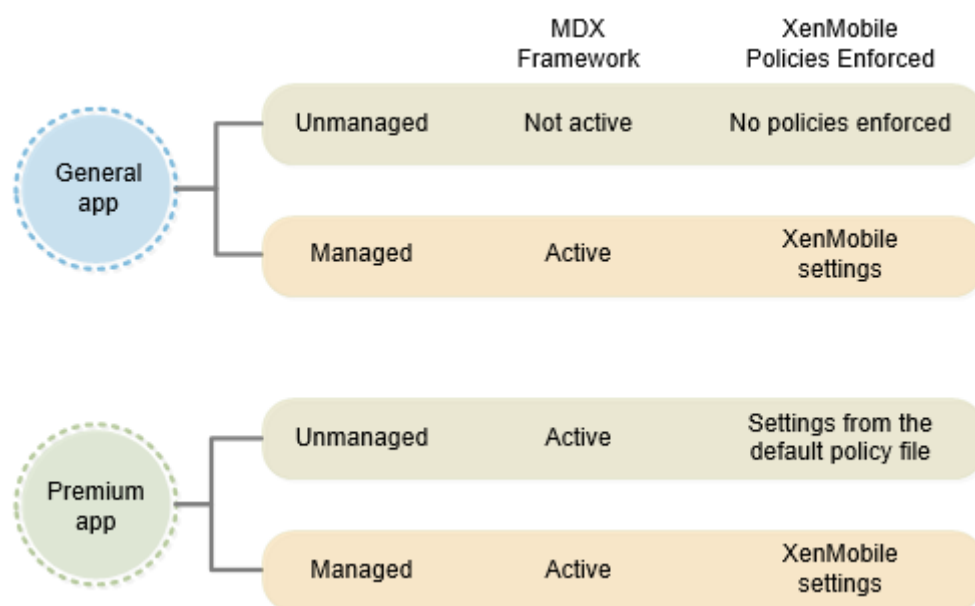 MDX
Framework
XenMobile
Policies Enforced
General
app
Unmanaged
Not active
No policies enforced
Managed
Active
XenMobile
settings
Premium
app
Unmanaged
Active
Settings from the
default policy file
Managed
Active
XenMobile
settings